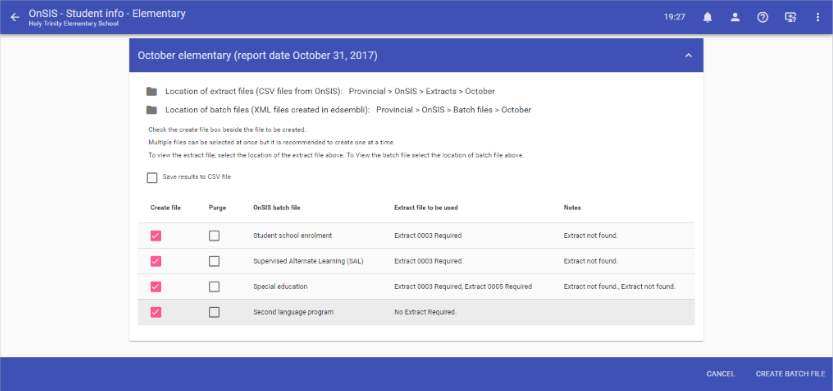 OnSIS - Student info - Elementary
Holy Trinity Elementary School
19:27
October elementary (report date October 31, 2017)
Location of extract files (CSV files from OnSIS): Provincial > OnSIS > Extracts > October
Location of batch files (XML files created in edsembli): Provincial > OnSIS > Batch files > October
Check the create file box beside the file to be created.
Multiple files can be selected at once but it is recommended to create one at a time.
To view the extract file, select the location of the extract file above. To View the batch file select the location of batch file above.
Save results to CSV file
Create file Purge OnSIS batch file Extract file to be used Notes
Student school enrolment Extract 0003 Required Extract not found.
Supervised Alternate Learning (SAL) Extract 0003 Required Extract not found.
Special education Extract 0003 Required, Extract 0005 Required Extract not found., Extract not found.
Second language program No Extract Required.
CANCEL CREATE BATCH FILE